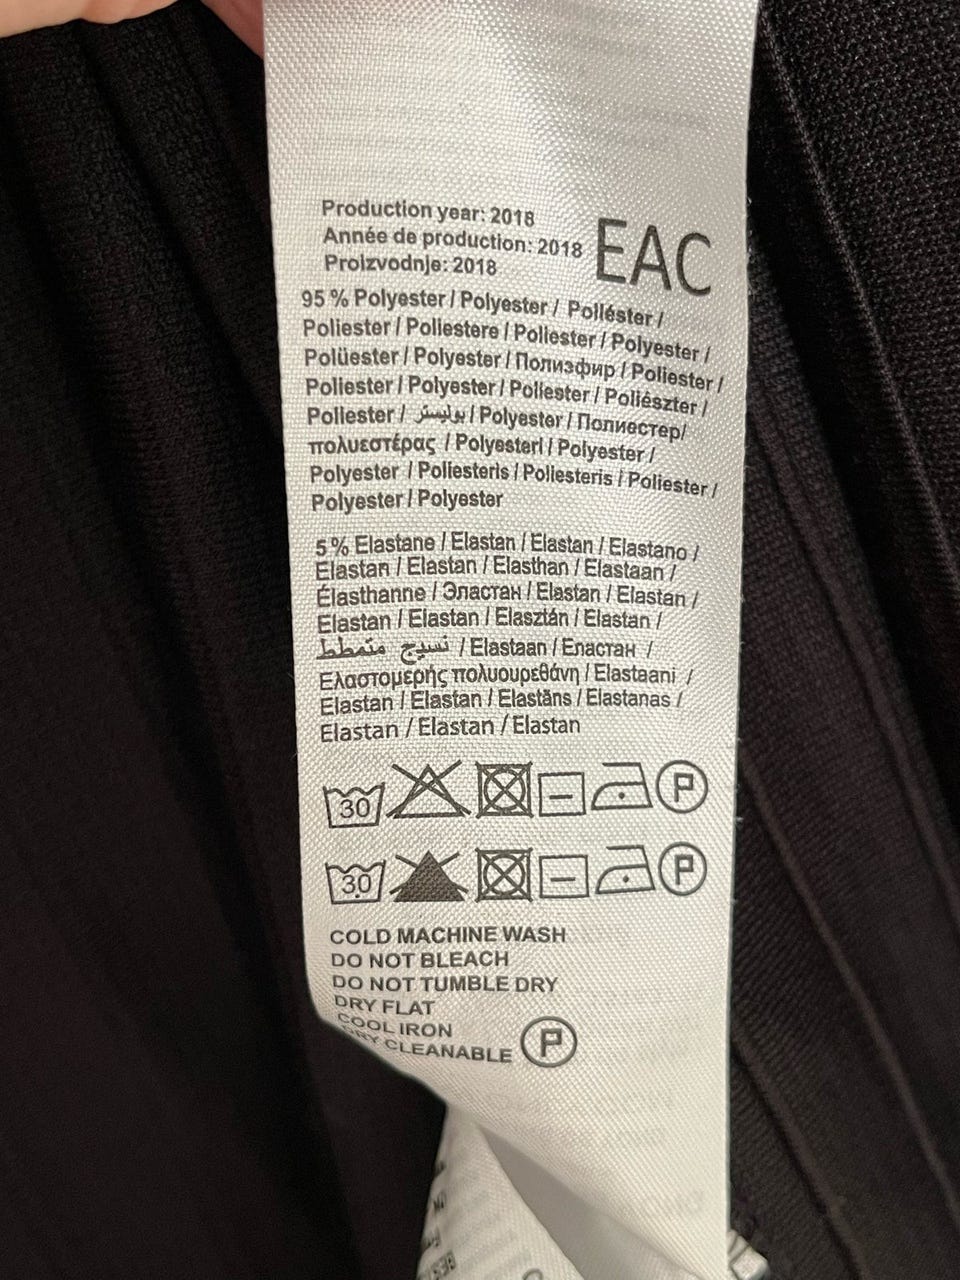 Production year: 2018
Année de production: 2018
Proizvodnje: 2018
EAC
95 % Polyester / Polyester / Poliéster /
Poliester / Poliestere / Poliester / Polyester /
Polüester / Polyester / Полиэфир / Poliester /
Poliester / Polyester / Poliester / Poliészter /
Poliester / بوليستر / Polyester / Полиестер/
πολυεστέρας / Polyesteri / Polyester /
Polyester / Poliesteris / Poliesteris / Poliester /
Polyester / Polyester
5 % Elastane / Elastan / Elastan / Elastano /
Elastan / Elastan / Elasthan / Elastaan /
Élasthanne / Эластан / Elastan / Elastan /
Elastan / Elastan / Elasztán / Elastan /
نسيج متمطط / Elastaan / Еластан /
Ελαστομερής πολυουρεθάνη / Elastaani /
Elastan / Elastan / Elastāns / Elastanas /
Elastan / Elastan / Elastan
30 P
30 P
COLD MACHINE WASH
DO NOT BLEACH
DO NOT TUMBLE DRY
DRY FLAT
COOL IRON
DRY CLEANABLE P